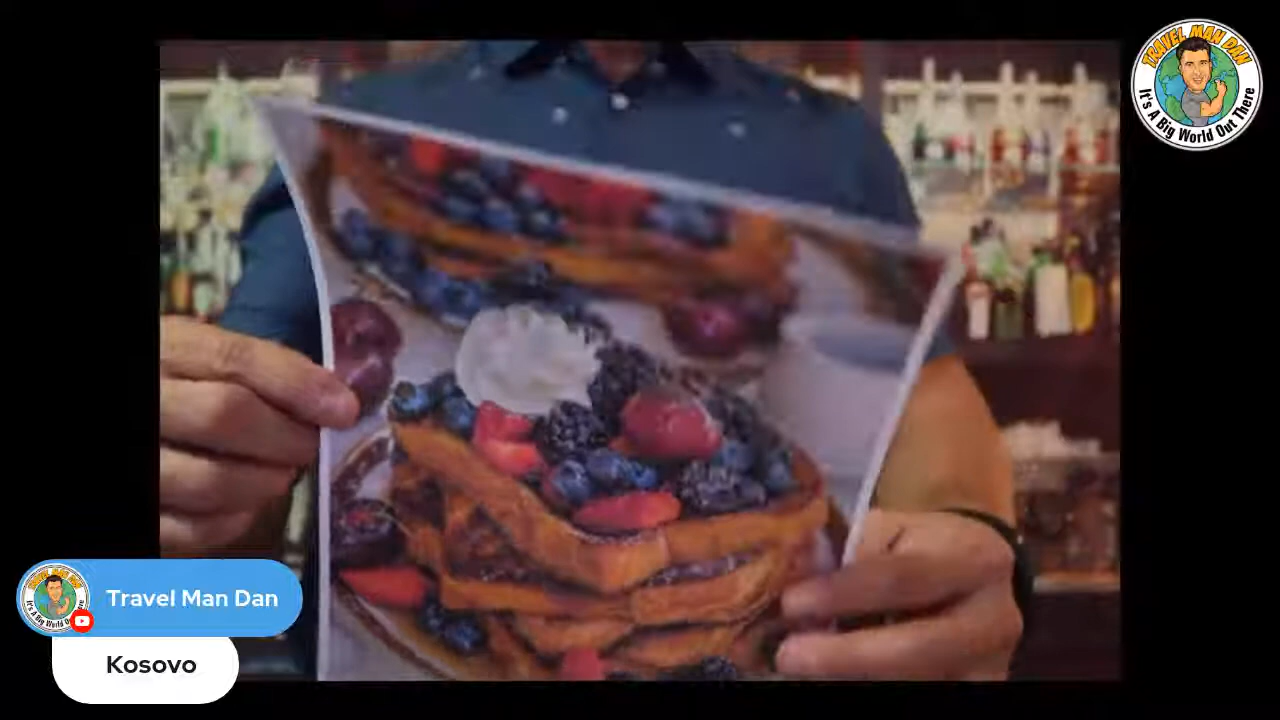 TRAVEL MAN DAN
It's A Big World Out There
Travel Man Dan
Kosovo